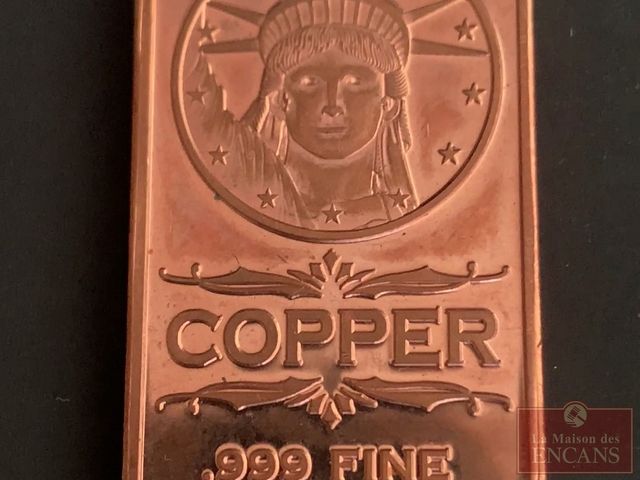 COPPER
.999 FINE
La Maison des
ENCANS